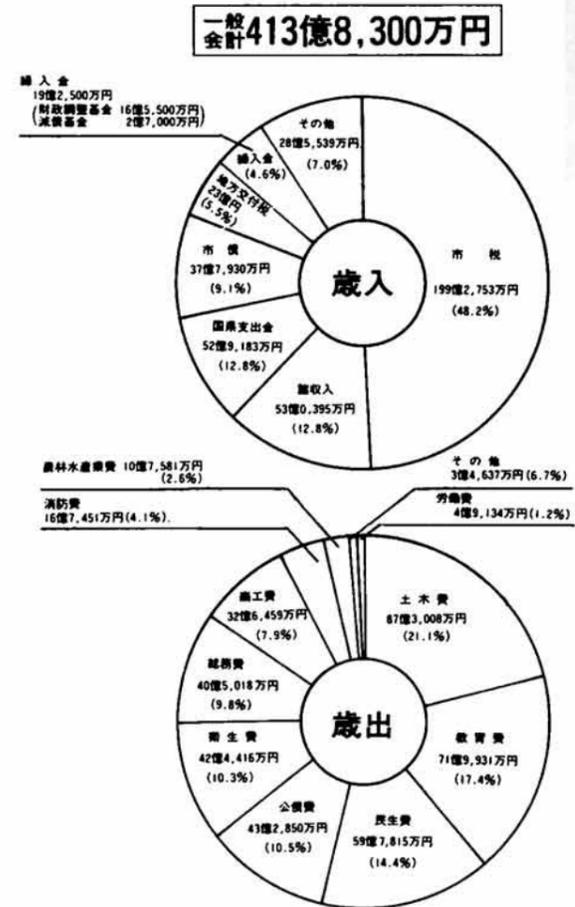 一般会計413億8,300万円
繰入金
19億2,500万円
(財政調整基金 16億5,500万円)
(減債基金 2億7,000万円)
その他
28億5,539万円
(7.0%)
繰入金
(4.6%)
地方交付税
23億円
(5.5%)
市債
37億7,930万円
(9.1%)
国県支出金
52億9,183万円
(12.8%)
諸収入
53億0,395万円
(12.8%)
市税
199億2,753万円
(48.2%)
歳入
農林水産業費 10億7,581万円
(2.6%)
消防費
16億7,451万円(4.1%).
その他
3億4,637万円(6.7%)
労働費
4億9,134万円(1.2%)
商工費
32億6,459万円
(7.9%)
総務費
40億5,018万円
(9.8%)
衛生費
42億4,416万円
(10.3%)
公債費
43億2,850万円
(10.5%)
民生費
59億7,815万円
(14.4%)
教育費
71億9,931万円
(17.4%)
土木費
87億3,008万円
(21.1%)
歳出